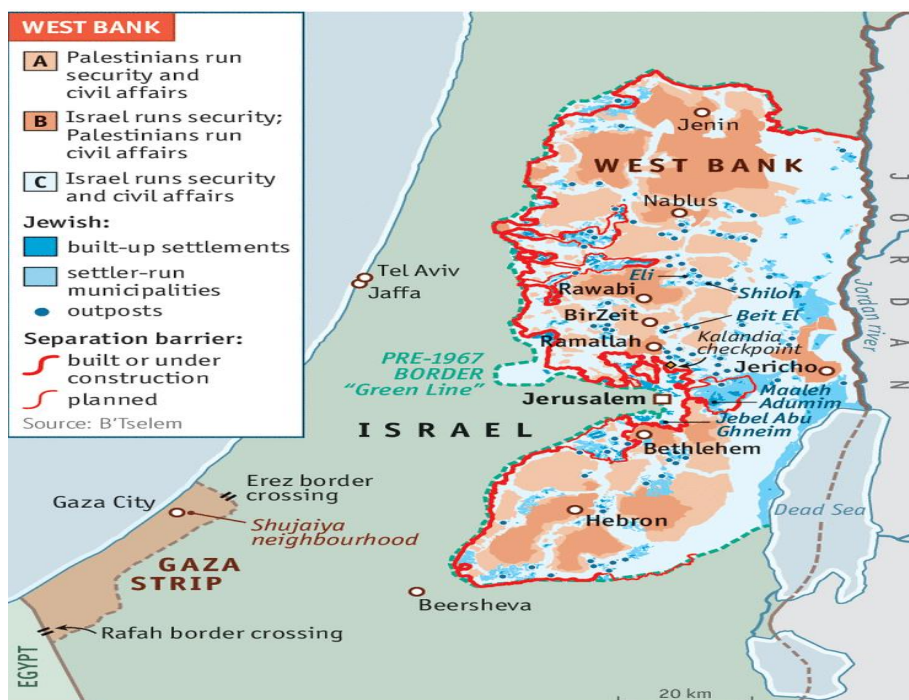 WEST BANK
A Palestinians run
security and
civil affairs
B Israel runs security;
Palestinians run
civil affairs
C Israel runs security
and civil affairs
Jewish:
built-up settlements
settler-run
municipalities
outposts
Separation barrier:
built or under
construction
planned
Source: B'Tselem
Jenin
WEST BANK
Nablus
Tel Aviv
Jaffa
Eli
Shiloh
Rawabi
BirZeit
Beit El
Ramallah
Kalandia
checkpoint
PRE-1967
BORDER
"Green Line"
Jericho
Jerusalem
Maaleh
Adumim
Jebel Abu
Ghneim
ISRAEL
Bethlehem
JORDAN
Jordan river
Erez border
crossing
Gaza City
Shujaiya
neighbourhood
Hebron
Dead Sea
GAZA
STRIP
Beersheva
Rafah border crossing
EGYPT
20 km